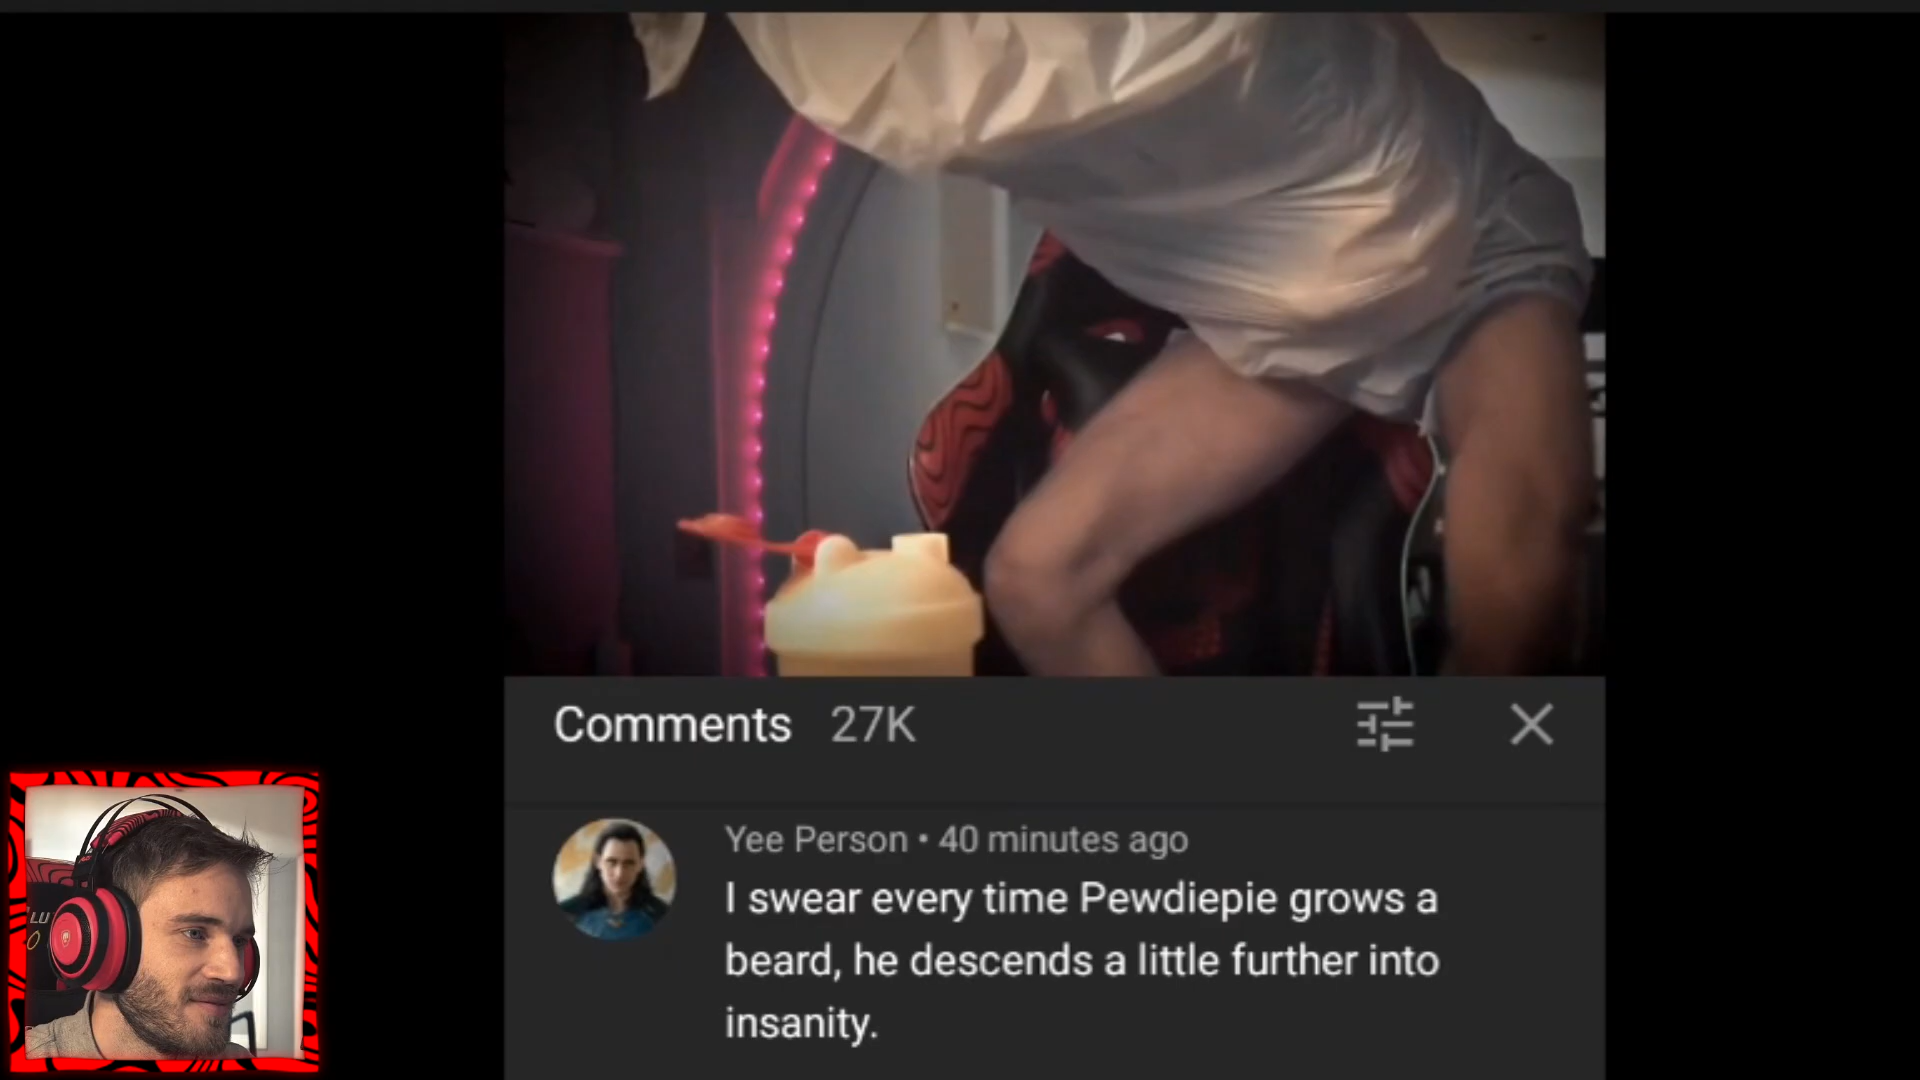 Comments 27K
Yee Person • 40 minutes ago
I swear every time Pewdiepie grows a
beard, he descends a little further into
insanity.
LU